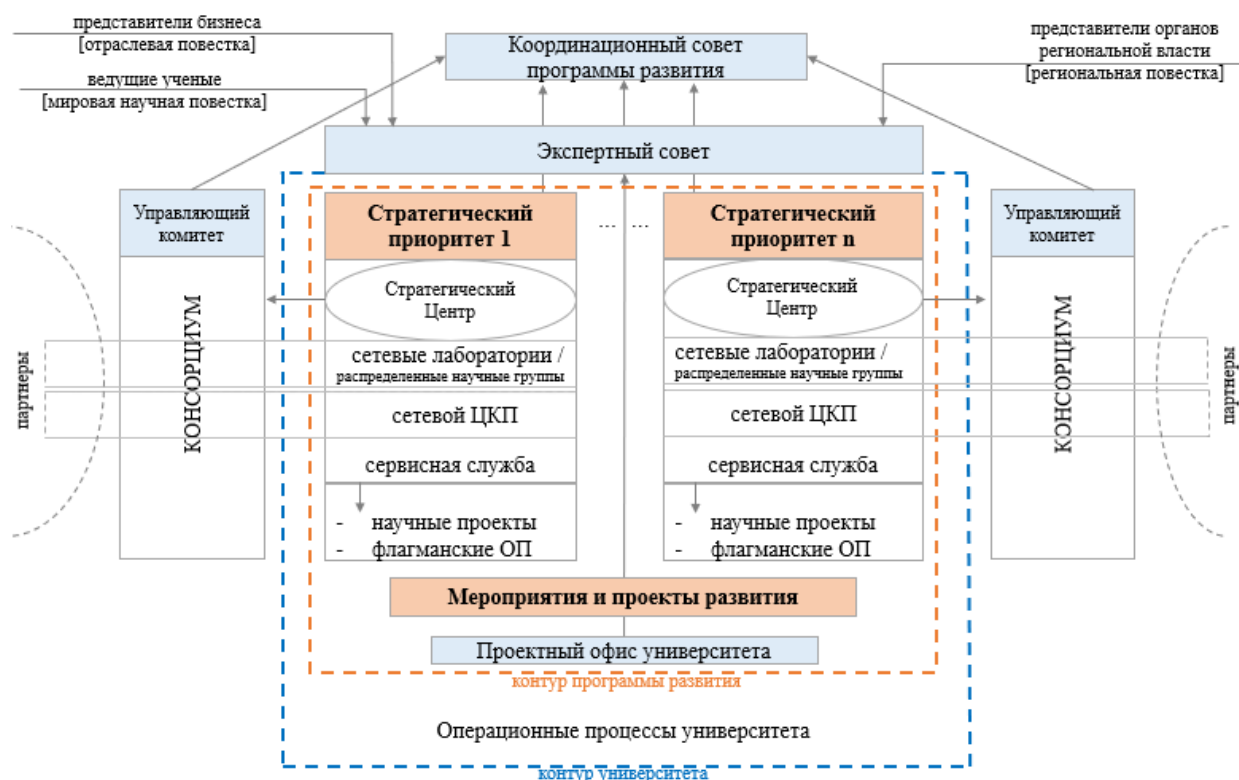 представители бизнеса
[отраслевая повестка]
ведущие ученые
[мировая научная повестка]
Координационный совет
программы развития
представители органов
региональной власти
[региональная повестка]
Экспертный совет
Управляющий
комитет
Стратегический
приоритет 1
... ...
Стратегический
приоритет n
Управляющий
комитет
партнеры
КОНСОРЦИУМ
Стратегический
Центр
сетевые лаборатории /
распределенные научные группы
сетевой ЦКП
сервисная служба
- научные проекты
- флагманские ОП
Стратегический
Центр
сетевые лаборатории /
распределенные научные группы
сетевой ЦКП
сервисная служба
- научные проекты
- флагманские ОП
КОНСОРЦИУМ
партнеры
Мероприятия и проекты развития
Проектный офис университета
контур программы развития
Операционные процессы университета
контур университета